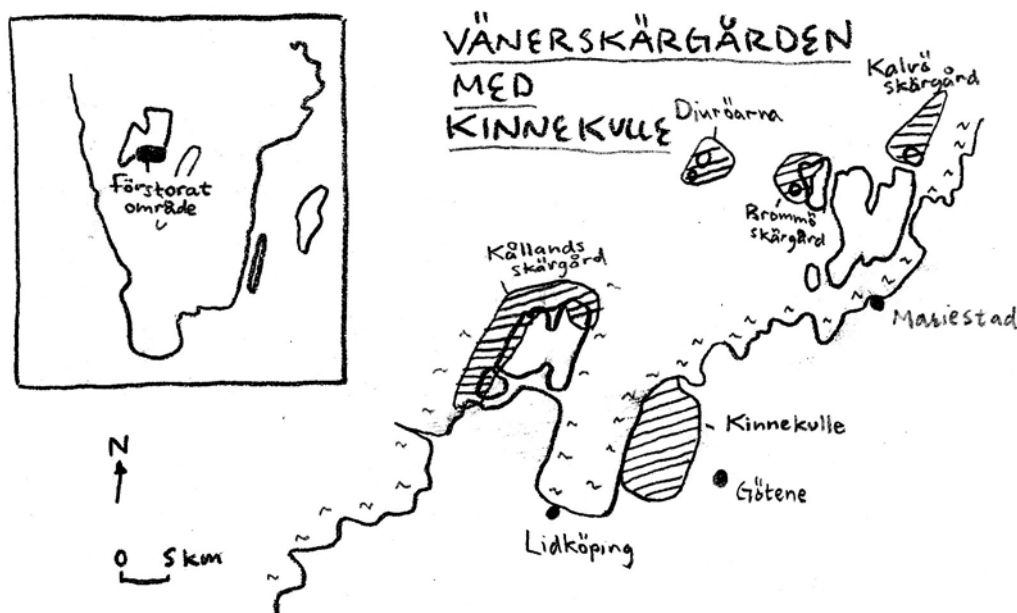 VÄNERSKÄRGÅRDEN
MED
KINNEKULLE
Förstorat
område
Djuröarna
Kalvö
skärgård
Brommö
skärgård
Kållands
skärgård
Mariestad
Kinnekulle
Götene
Lidköping
N
0 5 km